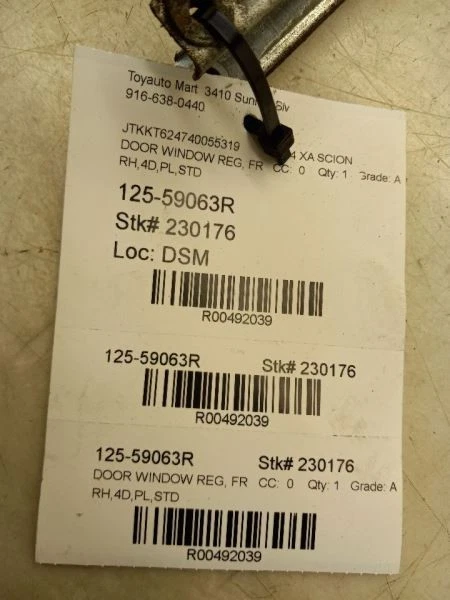 Toyauto Mart 3410 Blv
916-638-0440
JTKKT624740055319 4 XA SCION
DOOR WINDOW REG, FR CC: 0 Qty: 1 Grade: A
RH,4D,PL,STD
125-59063R
Stk# 230176
Loc: DSM
R00492039
125-59063R Stk# 230176
R00492039
125-59063R Stk# 230176
DOOR WINDOW REG, FR CC: 0 Qty: 1 Grade: A
RH,4D,PL,STD
R00492039